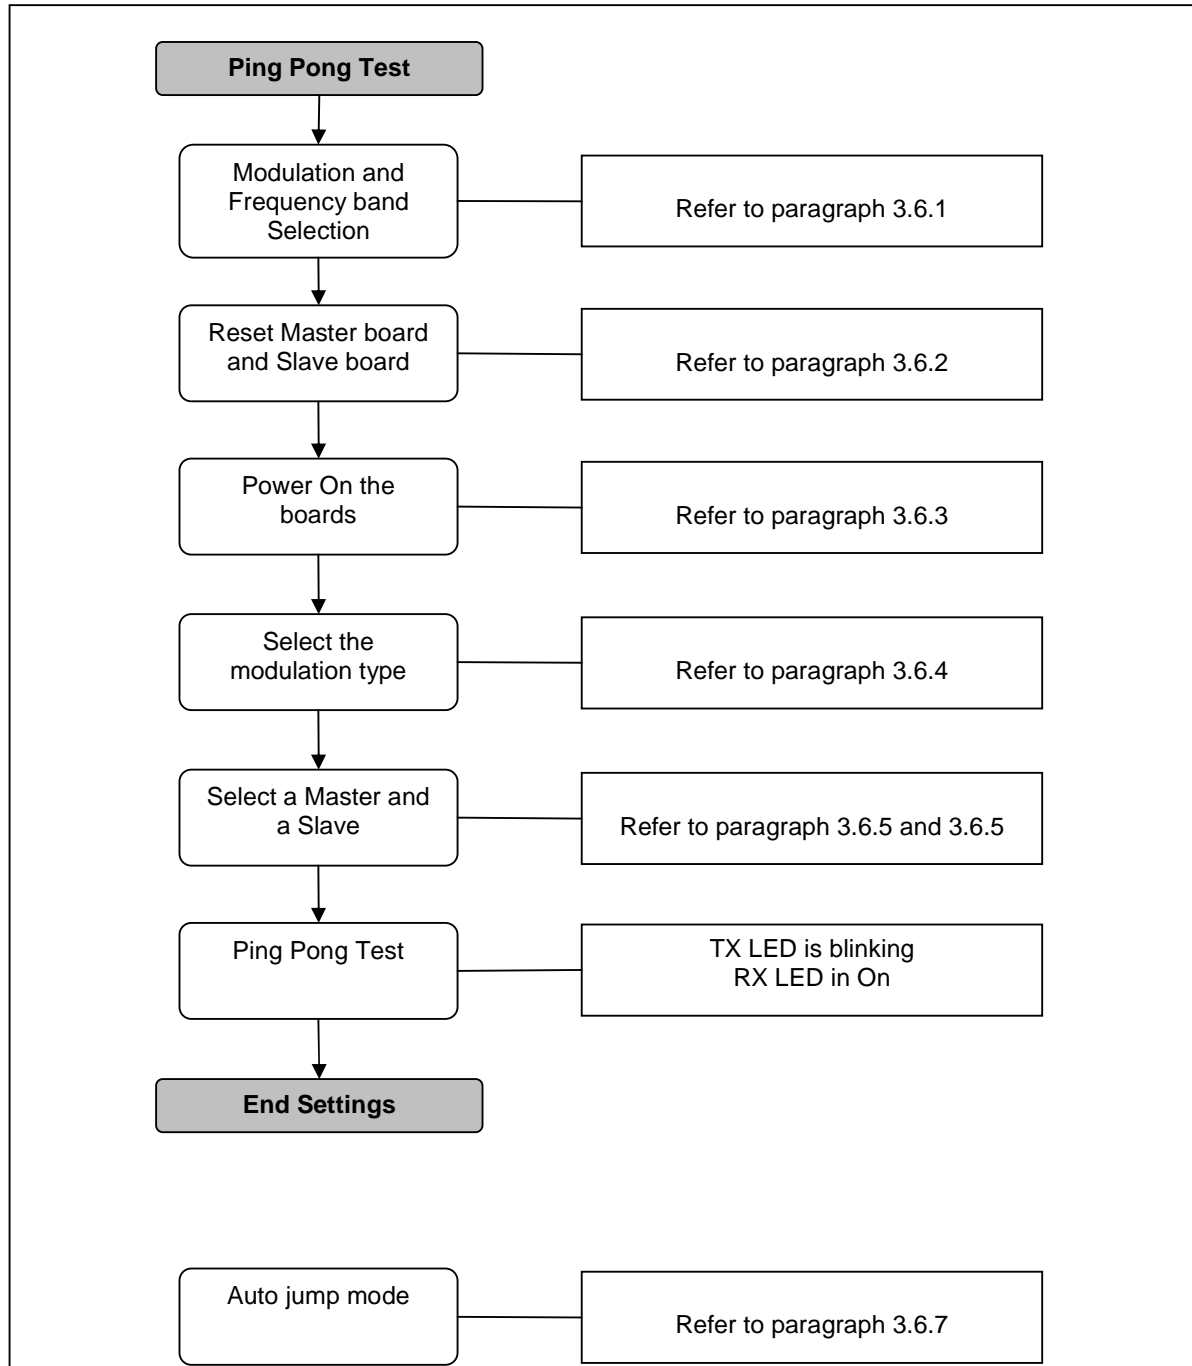 Ping Pong Test
Modulation and
Frequency band
Selection
Refer to paragraph 3.6.1
Reset Master board
and Slave board
Refer to paragraph 3.6.2
Power On the
boards
Refer to paragraph 3.6.3
Select the
modulation type
Refer to paragraph 3.6.4
Select a Master and
a Slave
Refer to paragraph 3.6.5 and 3.6.5
Ping Pong Test
TX LED is blinking
RX LED in On
End Settings
Auto jump mode
Refer to paragraph 3.6.7